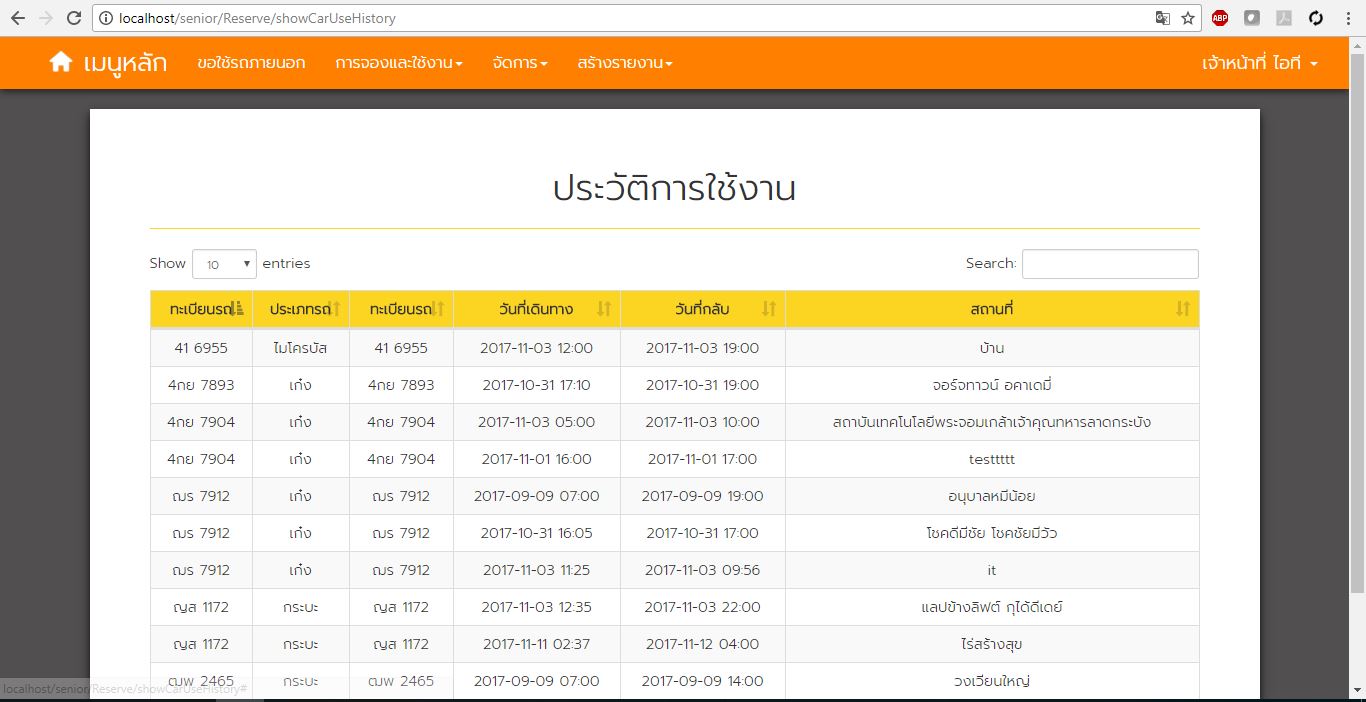 localhost/senior/Reserve/showCarUseHistory
ABP
เมนูหลัก ขอใช้รถภายนอก การจองและใช้งาน จัดการ สร้างรายงาน เจ้าหน้าที่ ไอที
ประวัติการใช้งาน
Show 10 entries Search:
ทะเบียนรถ ประเภทรถ ทะเบียนรถ วันที่เดินทาง วันที่กลับ สถานที่
41 6955 ไมโครบัส 41 6955 2017-11-03 12:00 2017-11-03 19:00 บ้าน
4กย 7893 เก๋ง 4กย 7893 2017-10-31 17:10 2017-10-31 19:00 จอร์จทาวน์ อคาเดมี่
4กย 7904 เก๋ง 4กย 7904 2017-11-03 05:00 2017-11-03 10:00 สถาบันเทคโนโลยีพระจอมเกล้าเจ้าคุณทหารลาดกระบัง
4กย 7904 เก๋ง 4กย 7904 2017-11-01 16:00 2017-11-01 17:00 testtttt
ฌร 7912 เก๋ง ฌร 7912 2017-09-09 07:00 2017-09-09 19:00 อนุบาลหมีน้อย
ฌร 7912 เก๋ง ฌร 7912 2017-10-31 16:05 2017-10-31 17:00 โชคดีมีชัย โชคชัยมีวัว
ฌร 7912 เก๋ง ฌร 7912 2017-11-03 11:25 2017-11-03 09:56 it
ญส 1172 กระบะ ญส 1172 2017-11-03 12:35 2017-11-03 22:00 แลปข้างลิฟต์ กุได้ดีเดย์
ญส 1172 กระบะ ญส 1172 2017-11-11 02:37 2017-11-12 04:00 ไร่สร้างสุข
ฒพ 2465 กระบะ ฒพ 2465 2017-09-09 07:00 2017-09-09 14:00 วงเวียนใหญ่
localhost/senior/Reserve/showCarUseHistory#